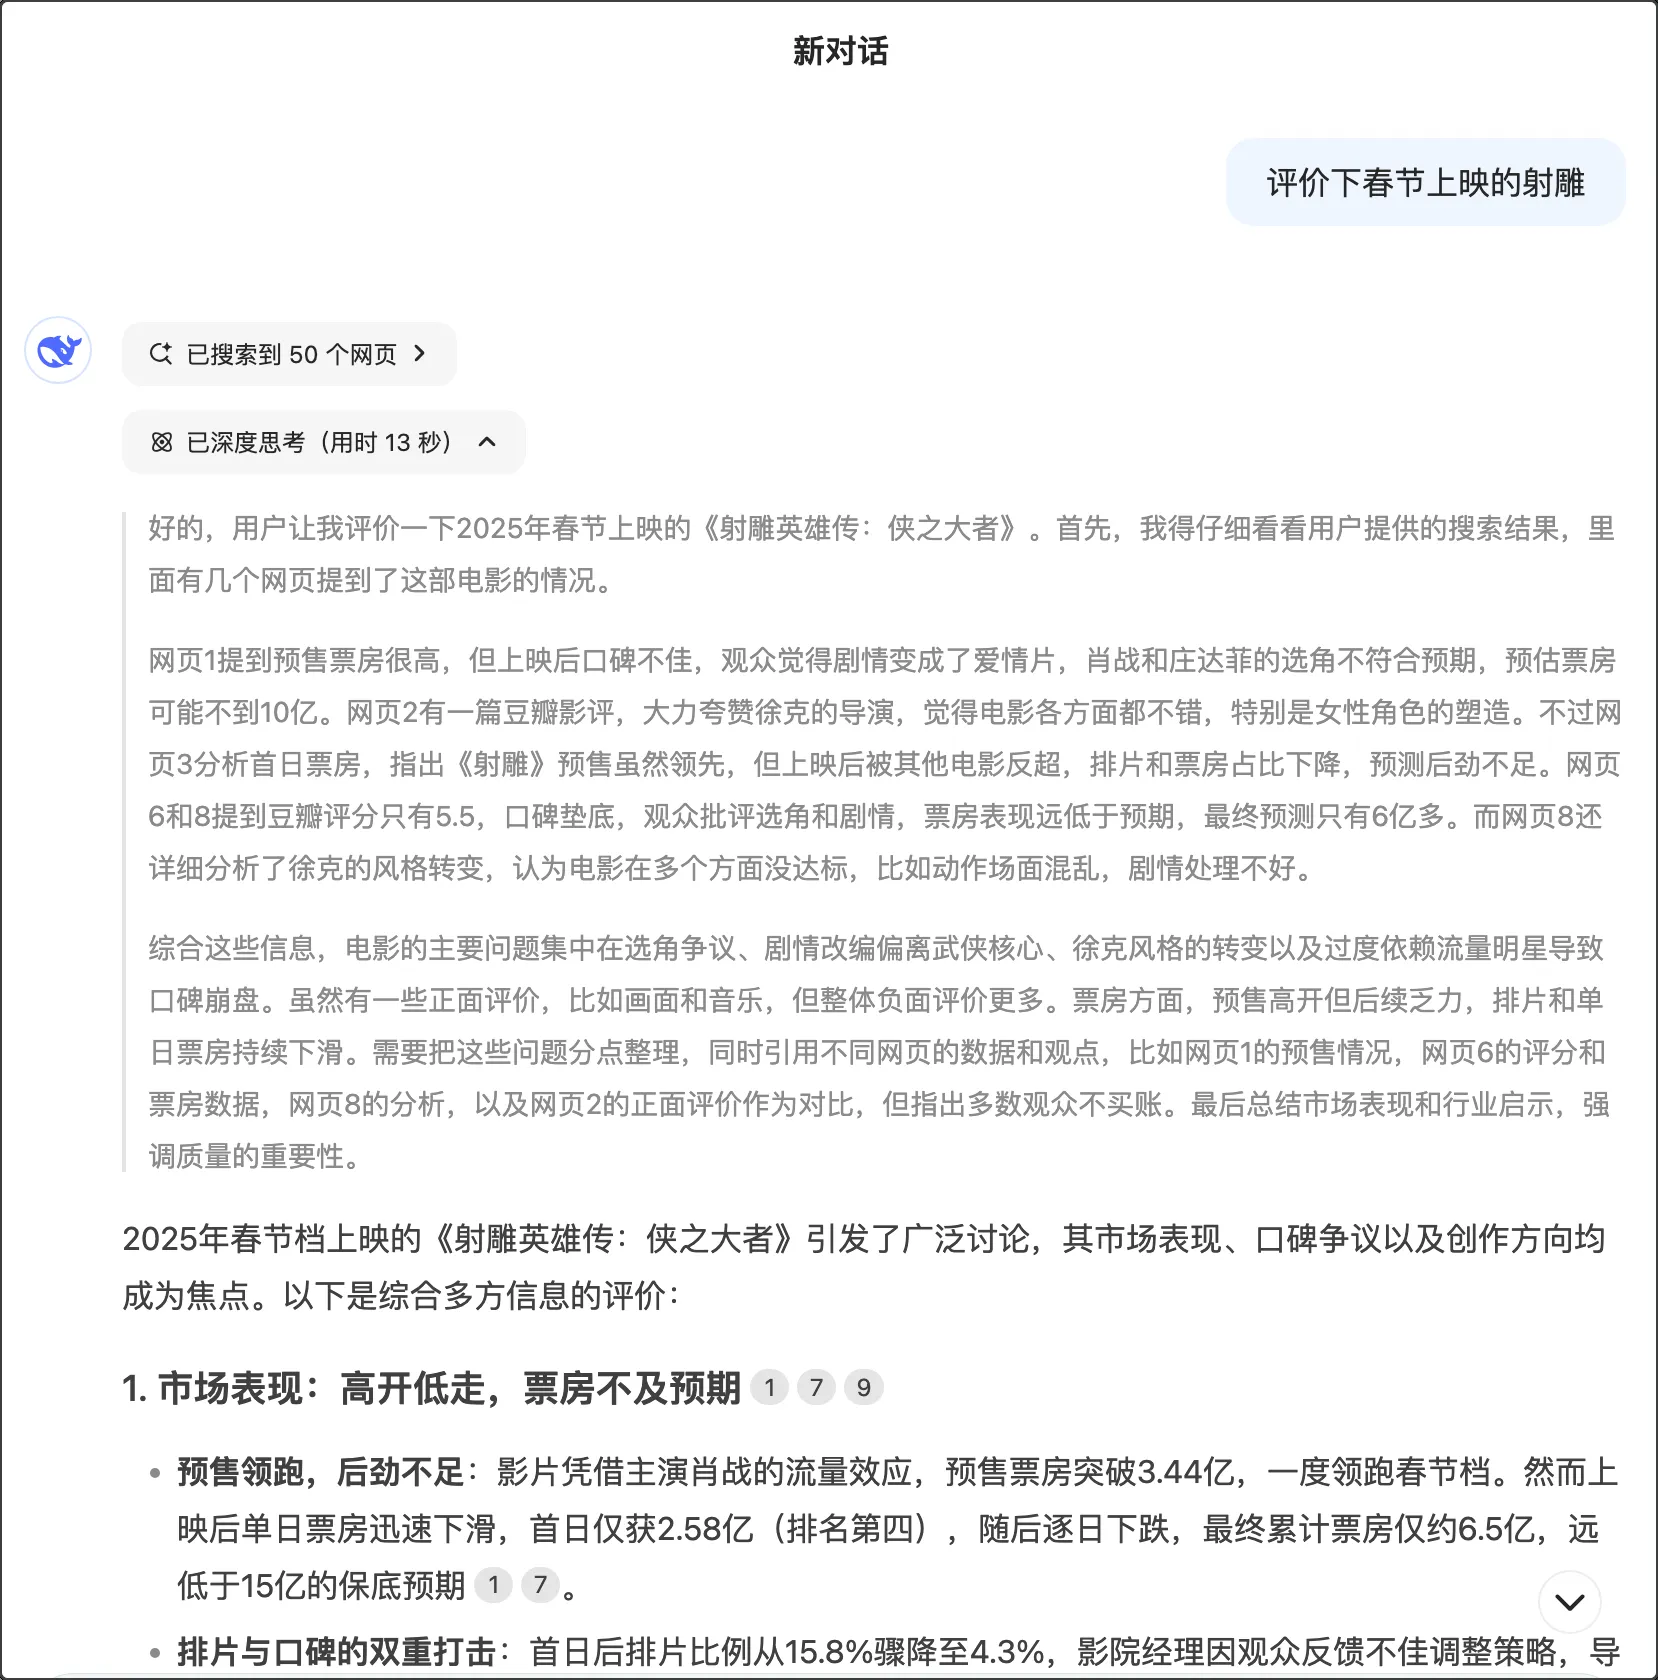 新对话
评价下春节上映的射雕
已搜索到 50 个网页
已深度思考（用时 13 秒）
好的，用户让我评价一下2025年春节上映的《射雕英雄传：侠之大者》。首先，我得仔细看看用户提供的搜索结果，里
面有几个网页提到了这部电影的情况。
网页1提到预售票房很高，但上映后口碑不佳，观众觉得剧情变成了爱情片，肖战和庄达菲的选角不符合预期，预估票房
可能不到10亿。网页2有一篇豆瓣影评，大力夸赞徐克的导演，觉得电影各方面都不错，特别是女性角色的塑造。不过网
页3分析首日票房，指出《射雕》预售虽然领先，但上映后被其他电影反超，排片和票房占比下降，预测后劲不足。网页
6和8提到豆瓣评分只有5.5，口碑垫底，观众批评选角和剧情，票房表现远低于预期，最终预测只有6亿多。而网页8还
详细分析了徐克的风格转变，认为电影在多个方面没达标，比如动作场面混乱，剧情处理不好。
综合这些信息，电影的主要问题集中在选角争议、剧情改编偏离武侠核心、徐克风格的转变以及过度依赖流量明星导致
口碑崩盘。虽然有一些正面评价，比如画面和音乐，但整体负面评价更多。票房方面，预售高开但后续乏力，排片和单
日票房持续下滑。需要把这些问题分点整理，同时引用不同网页的数据和观点，比如网页1的预售情况，网页6的评分和
票房数据，网页8的分析，以及网页2的正面评价作为对比，但指出多数观众不买账。最后总结市场表现和行业启示，强
调质量的重要性。
2025年春节档上映的《射雕英雄传：侠之大者》引发了广泛讨论，其市场表现、口碑争议以及创作方向均
成为焦点。以下是综合多方信息的评价：
1. 市场表现：高开低走，票房不及预期 1 7 9
• 预售领跑，后劲不足：影片凭借主演肖战的流量效应，预售票房突破3.44亿，一度领跑春节档。然而上
映后单日票房迅速下滑，首日仅获2.58亿（排名第四），随后逐日下跌，最终累计票房仅约6.5亿，远
低于15亿的保底预期 1 7 。
• 排片与口碑的双重打击：首日后排片比例从15.8%骤降至4.3%，影院经理因观众反馈不佳调整策略，导